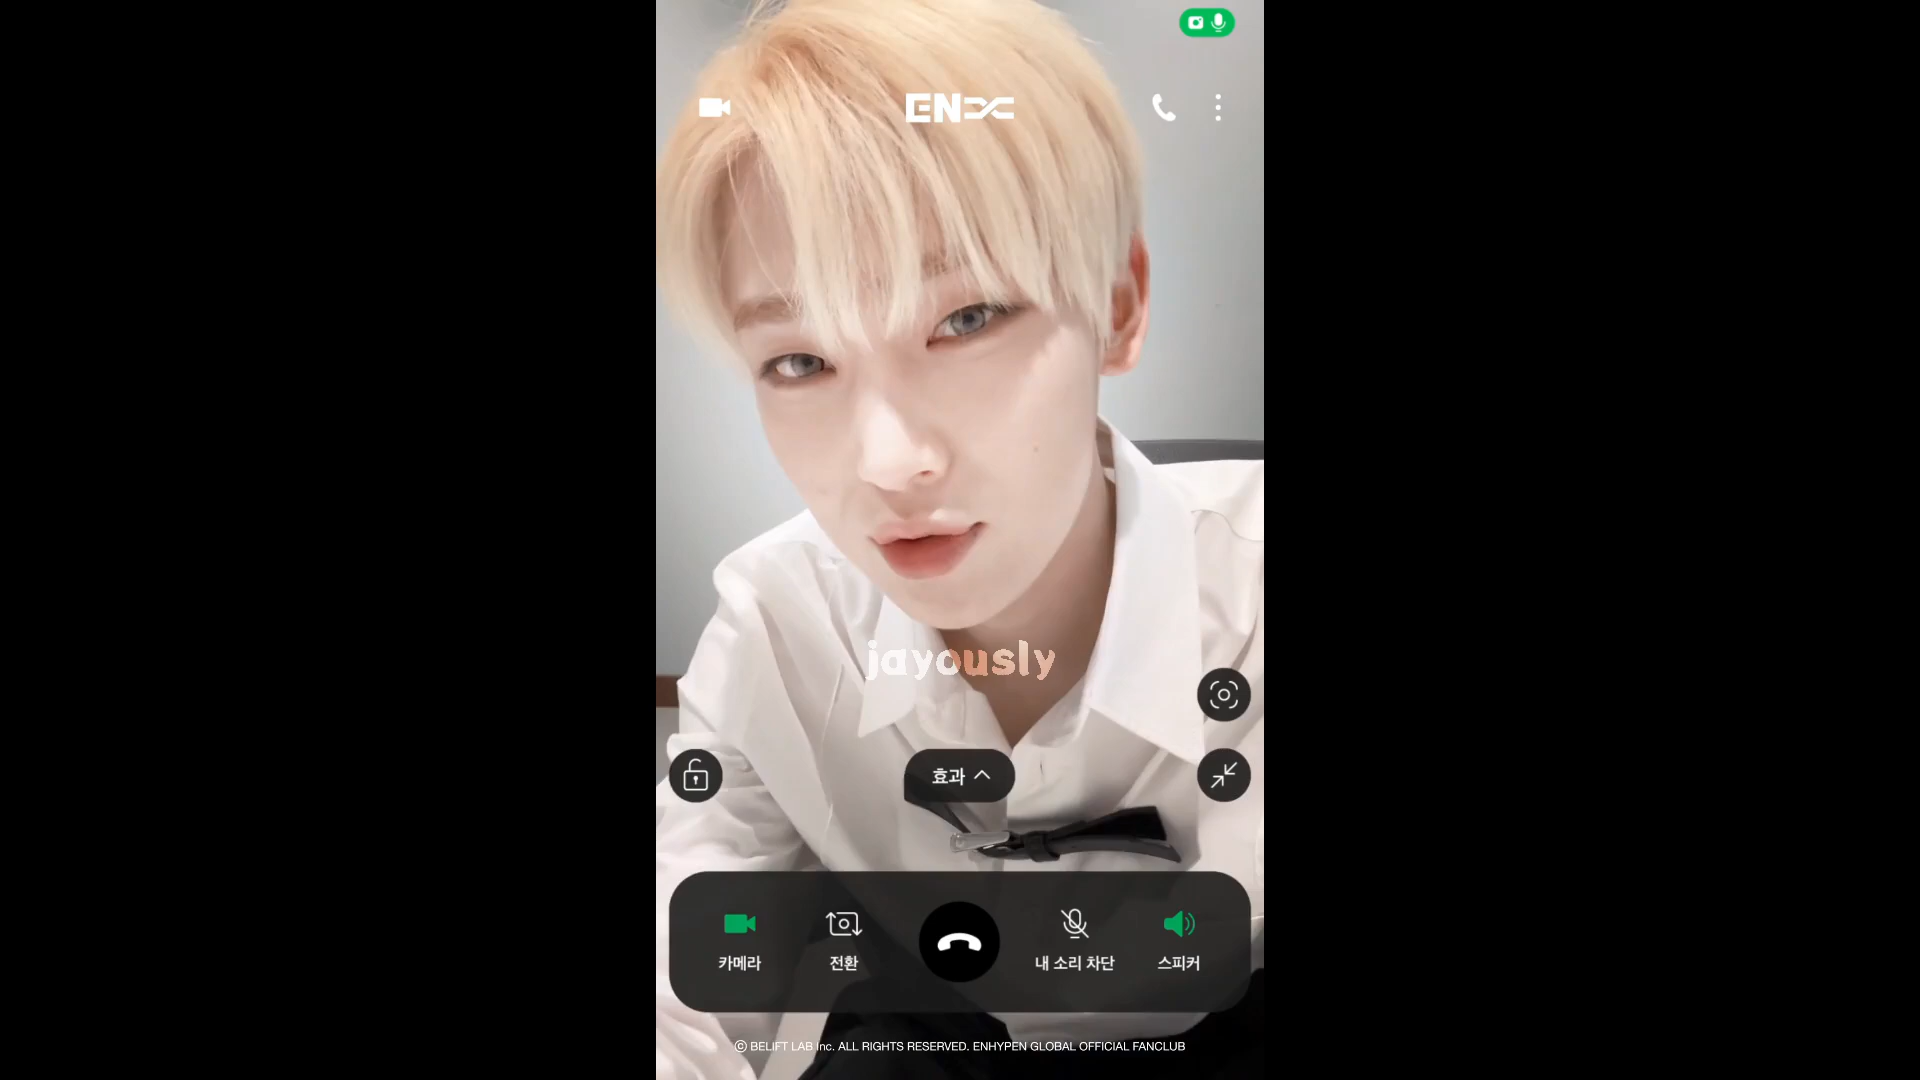 EN
jayously
효과
카메라
전환
내 소리 차단
스피커
© BELIFT LAB Inc. ALL RIGHTS RESERVED. ENHYPEN GLOBAL OFFICIAL FANCLUB